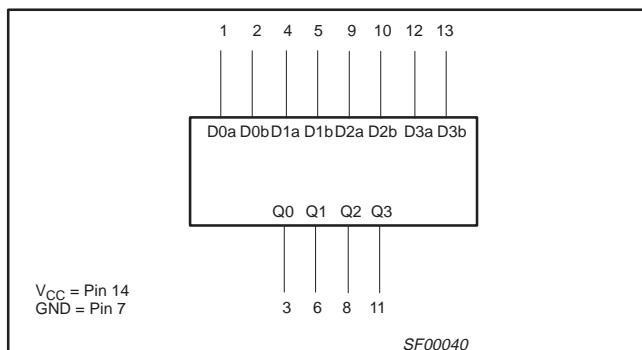 1 2 4 5 9 10 12 13
D0a D0b D1a D1b D2a D2b D3a D3b
Q0 Q1 Q2 Q3
VCC = Pin 14
GND = Pin 7
3 6 8 11
SF00040